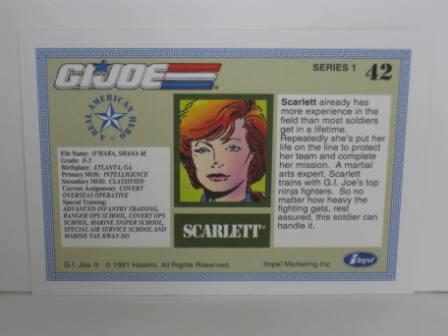 G.I. JOE
SERIES 1 42
REAL AMERICAN HERO
File Name: O'HARA, SHANA M.
Grade: E-5
Birthplace: ATLANTA, GA
Primary MOS: INTELLIGENCE
Secondary MOS: CLASSIFIED
Current Assignment: COVERT
OVERSEAS OPERATIVE
Special Training:
ADVANCED INFANTRY TRAINING,
RANGER OPS SCHOOL, COVERT OPS
SCHOOL, MARINE SNIPER SCHOOL,
SPECIAL AIR SERVICE SCHOOL AND
MARINE TAE KWAN DO
SCARLETT
Scarlett already has
more experience in the
field than most soldiers
get in a lifetime.
Repeatedly she's put her
life on the line to protect
her team and complete
her mission. A martial
arts expert, Scarlett
trains with G.I. Joe's top
ninja fighters. So no
matter how heavy the
fighting gets, rest
assured, this soldier can
handle it.
G.I. Joe ® © 1991 Hasbro. All Rights Reserved.
Impel Marketing Inc.
impel